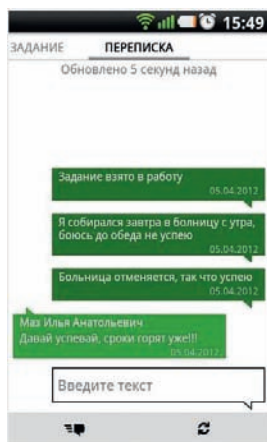 15:49
ЗАДАНИЕ ПЕРЕПИСКА
Обновлено 5 секунд назад
Задание взято в работу
05.04.2012
Я собирался завтра в болницу с утра,
боюсь до обеда не успею
05.04.2012
Больница отменяется, так что успею
05.04.2012
Мах Илья Анатольевич
Давай успевай, сроки горят уже!!!
05.04.2012
Введите текст